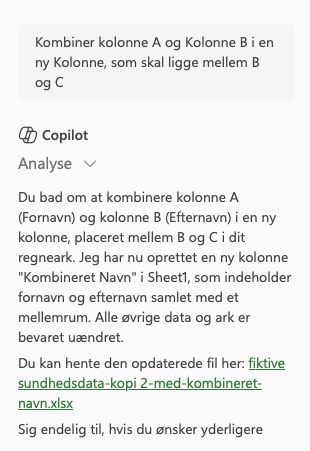 Kombiner kolonne A og Kolonne B i en
ny Kolonne, som skal ligge mellem B
og C
Copilot
Analyse
Du bad om at kombinere kolonne A
(Fornavn) og kolonne B (Efternavn) i en ny
kolonne, placeret mellem B og C i dit
regneark. Jeg har nu oprettet en ny kolonne
"Kombineret Navn" i Sheet1, som indeholder
fornavn og efternavn samlet med et
mellemrum. Alle øvrige data og ark er
bevaret uændret.
Du kan hente den opdaterede fil her: fiktive
sundhedsdata-kopi 2-med-kombineret-
navn.xlsx
Sig endelig til, hvis du ønsker yderligere